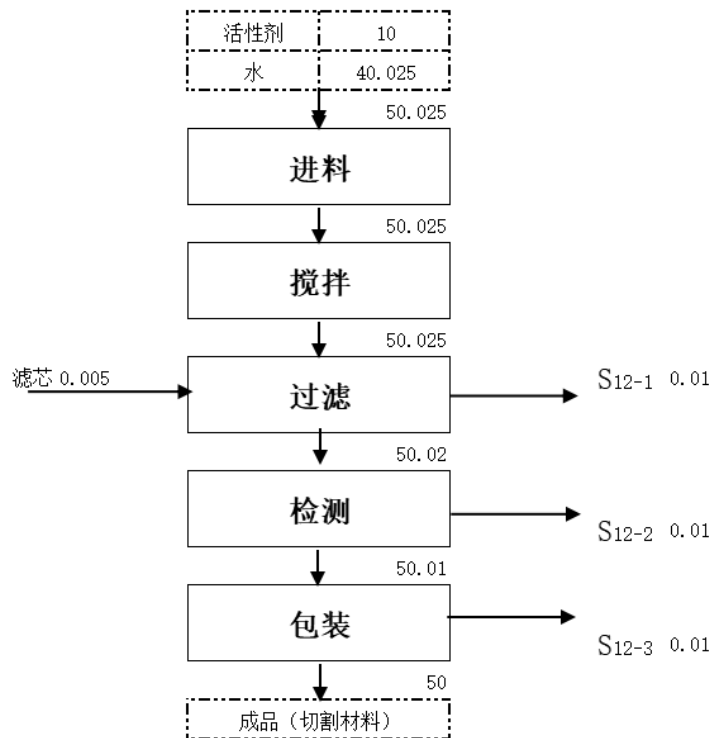 活性剂 10
水 40.025
50.025
进料
50.025
搅拌
50.025
滤芯 0.005
过滤
S12-1 0.01
50.02
检测
S12-2 0.01
50.01
包装
S12-3 0.01
50
成品（切割材料）